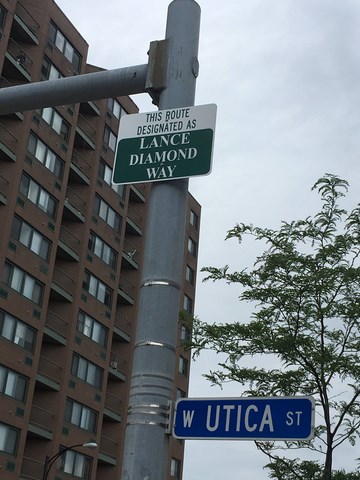 THIS ROUTE
DESIGNATED AS
LANCE
DIAMOND
WAY
W UTICA ST